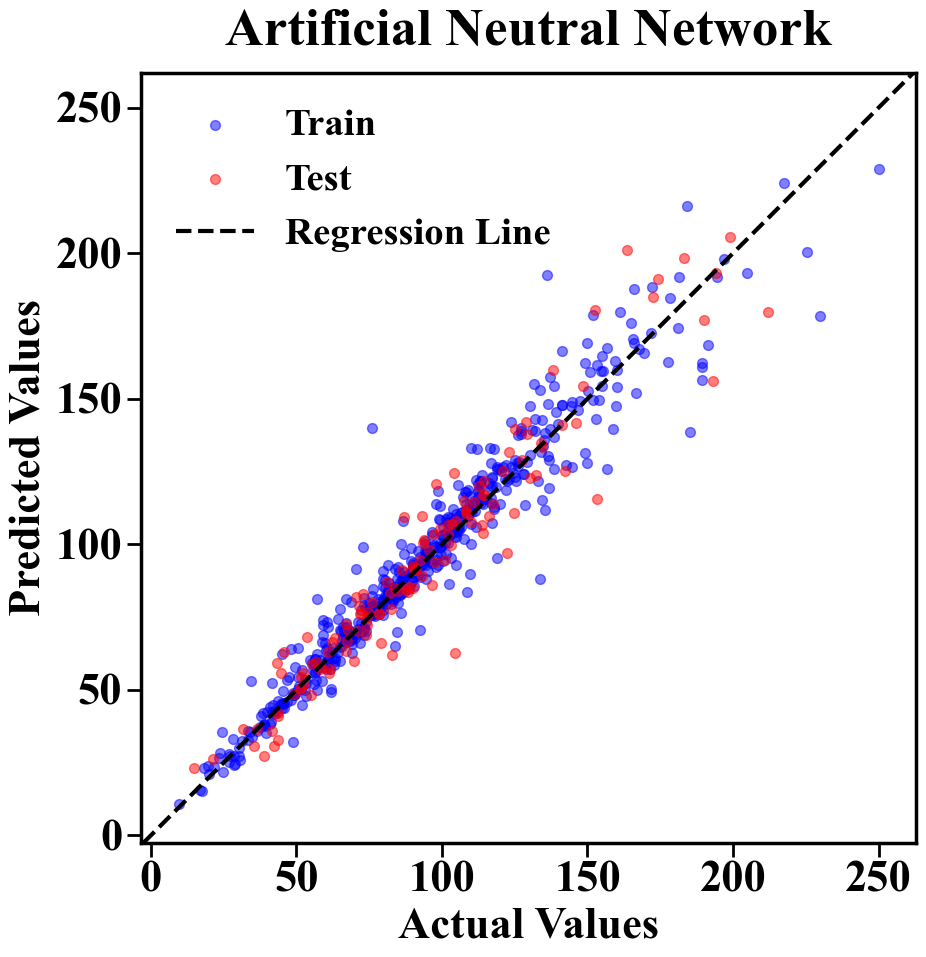 Artificial Neutral Network
Train
Test
Regression Line
250
200
150
100
50
0
Predicted Values
0 50 100 150 200 250
Actual Values